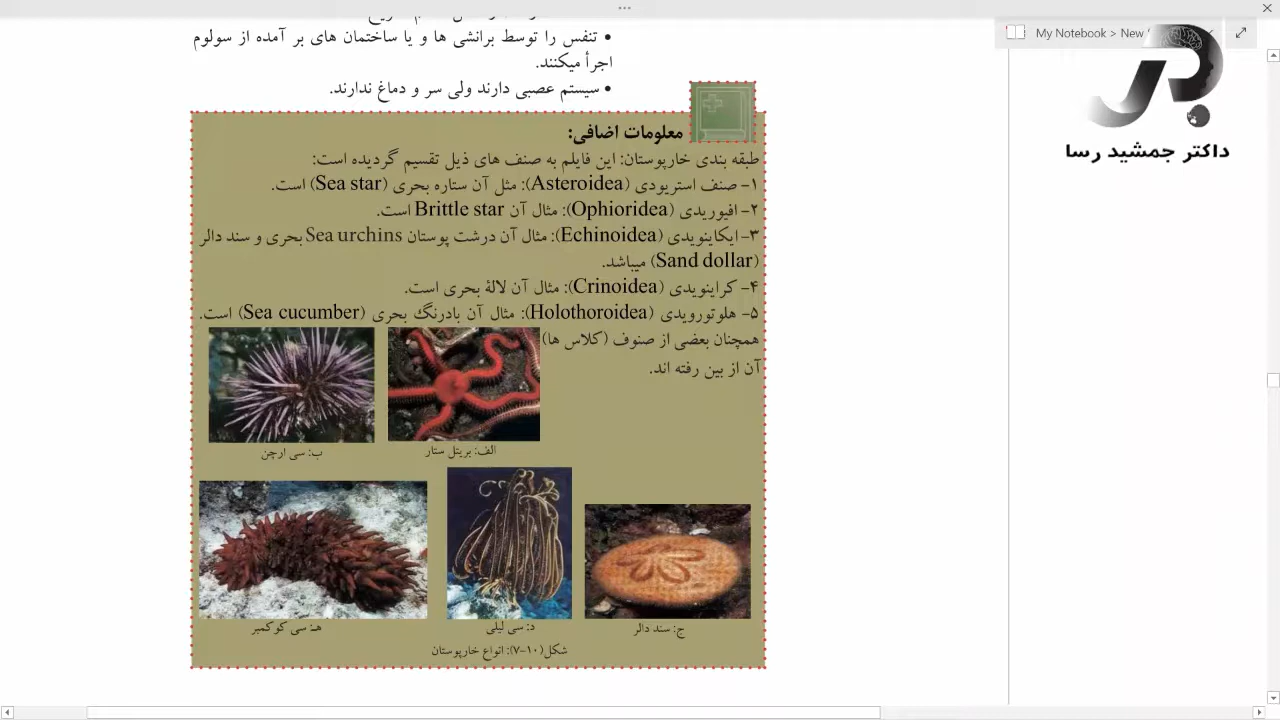 My Notebook > New
داکتر جمشید رسا
• تنفس را توسط برانشی ها و یا ساختمان های بر آمده از سولوم
اجرأ میکنند.
• سیستم عصبی دارند ولی سر و دماغ ندارند.
معلومات اضافی:
طبقه بندی خارپوستان: این فایلم به صنف های ذیل تقسیم گردیده است:
۱- صنف استریودی (Asteroidea): مثل آن ستاره بحری (Sea star) است.
۲- افیوریدی (Ophioridea): مثال آن Brittle star است.
۳- ایکاینویدی (Echinoidea): مثال آن درشت پوستان Sea urchins بحری و سند دالر
(Sand dollar) میباشد.
۴- کراینویدی (Crinoidea): مثال آن لالۀ بحری است.
۵- هلوتورویدی (Holothoroidea): مثال آن بادرنگ بحری (Sea cucumber) است.
همچنان بعضی از صنوف (کلاس ها)
آن از بین رفته اند.
الف: بریتل ستار
ب: سی ارچن
ج: سند دالر
د: سی لیلی
هـ: سی کوکمبر
شکل(۱۰-۷): انواع خارپوستان